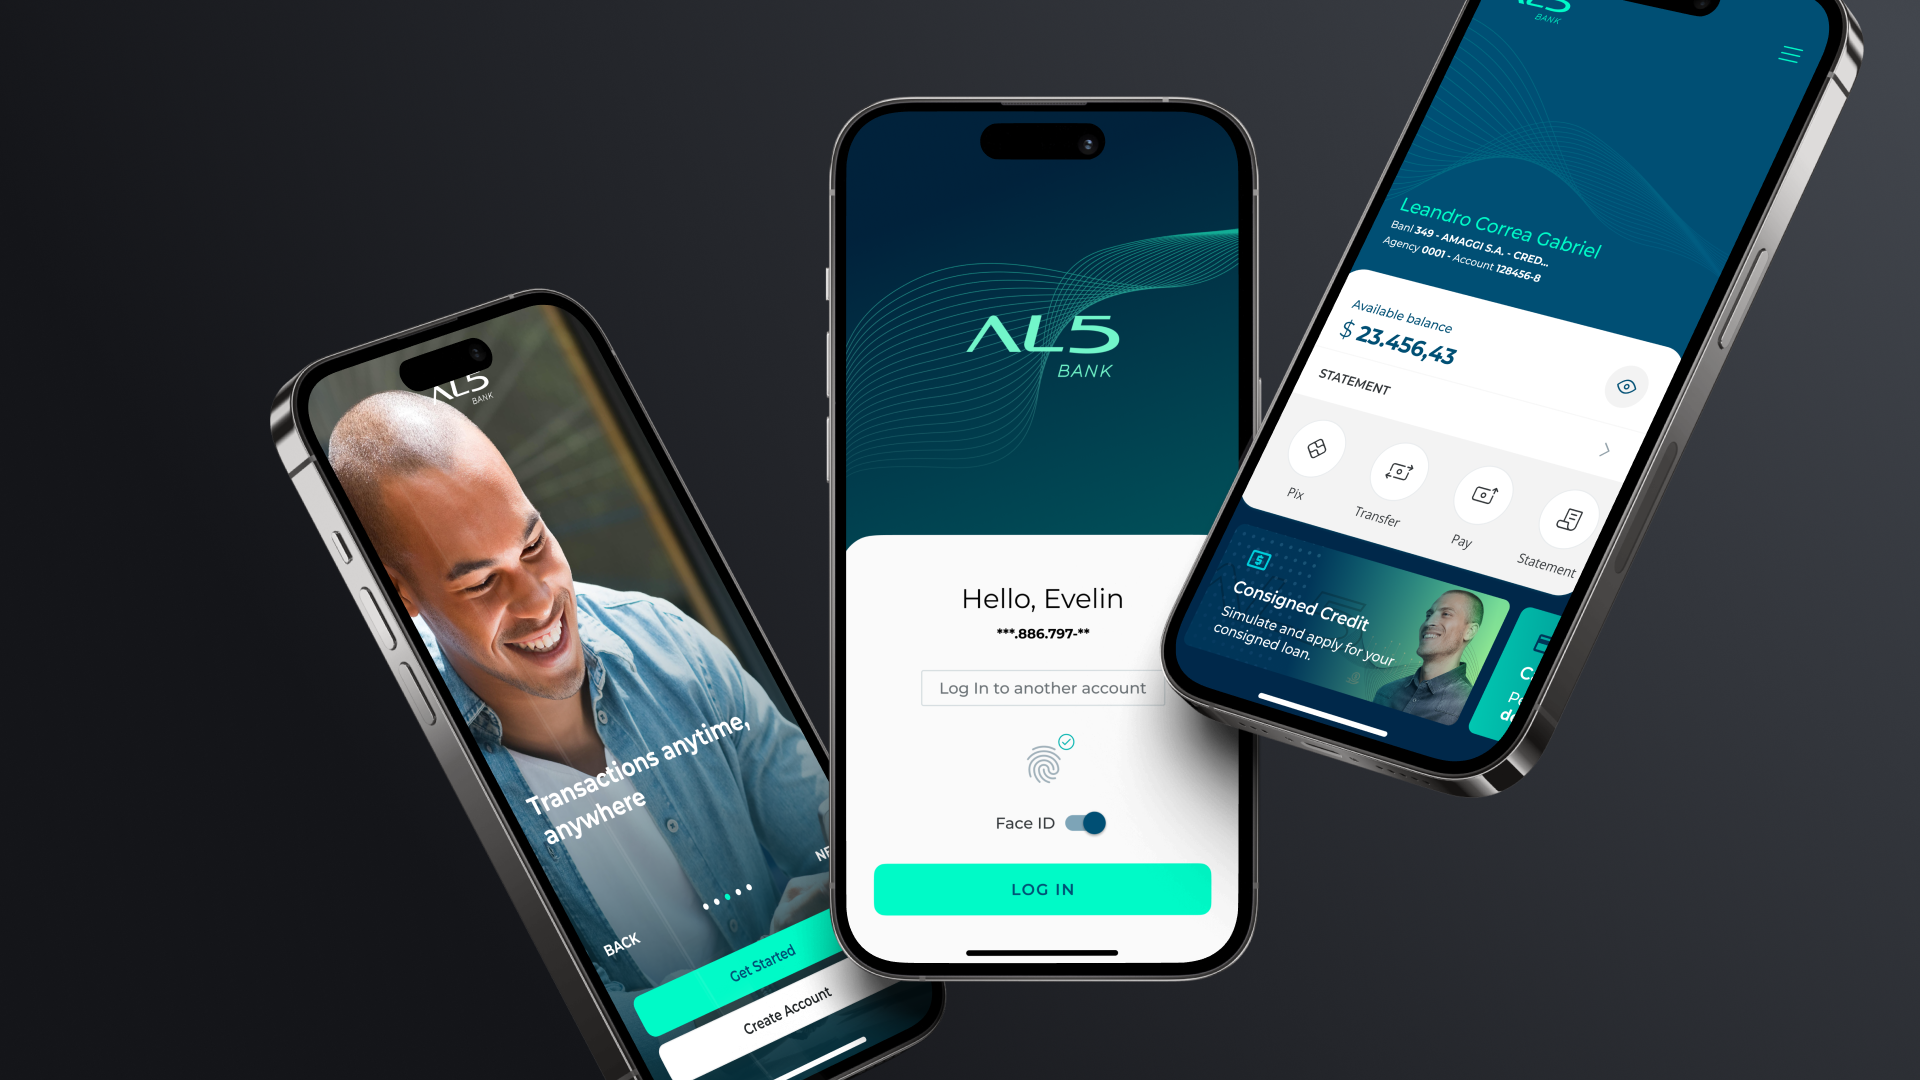 AL5
BANK
Transactions anytime,
anywhere
BACK
Get Started
Create Account
AL5
BANK
Hello, Evelin
***.886.797-**
Log In to another account
Face ID
LOG IN
AL5
BANK
Leandro Correa Gabriel
Banl 349 - AMAGGI S.A. - CRED...
Agency 0001 - Account 128456-8
Available balance
$ 23.456,43
STATEMENT
Pix
Transfer
Pay
Statement
Consigned Credit
Simulate and apply for your
consigned loan.